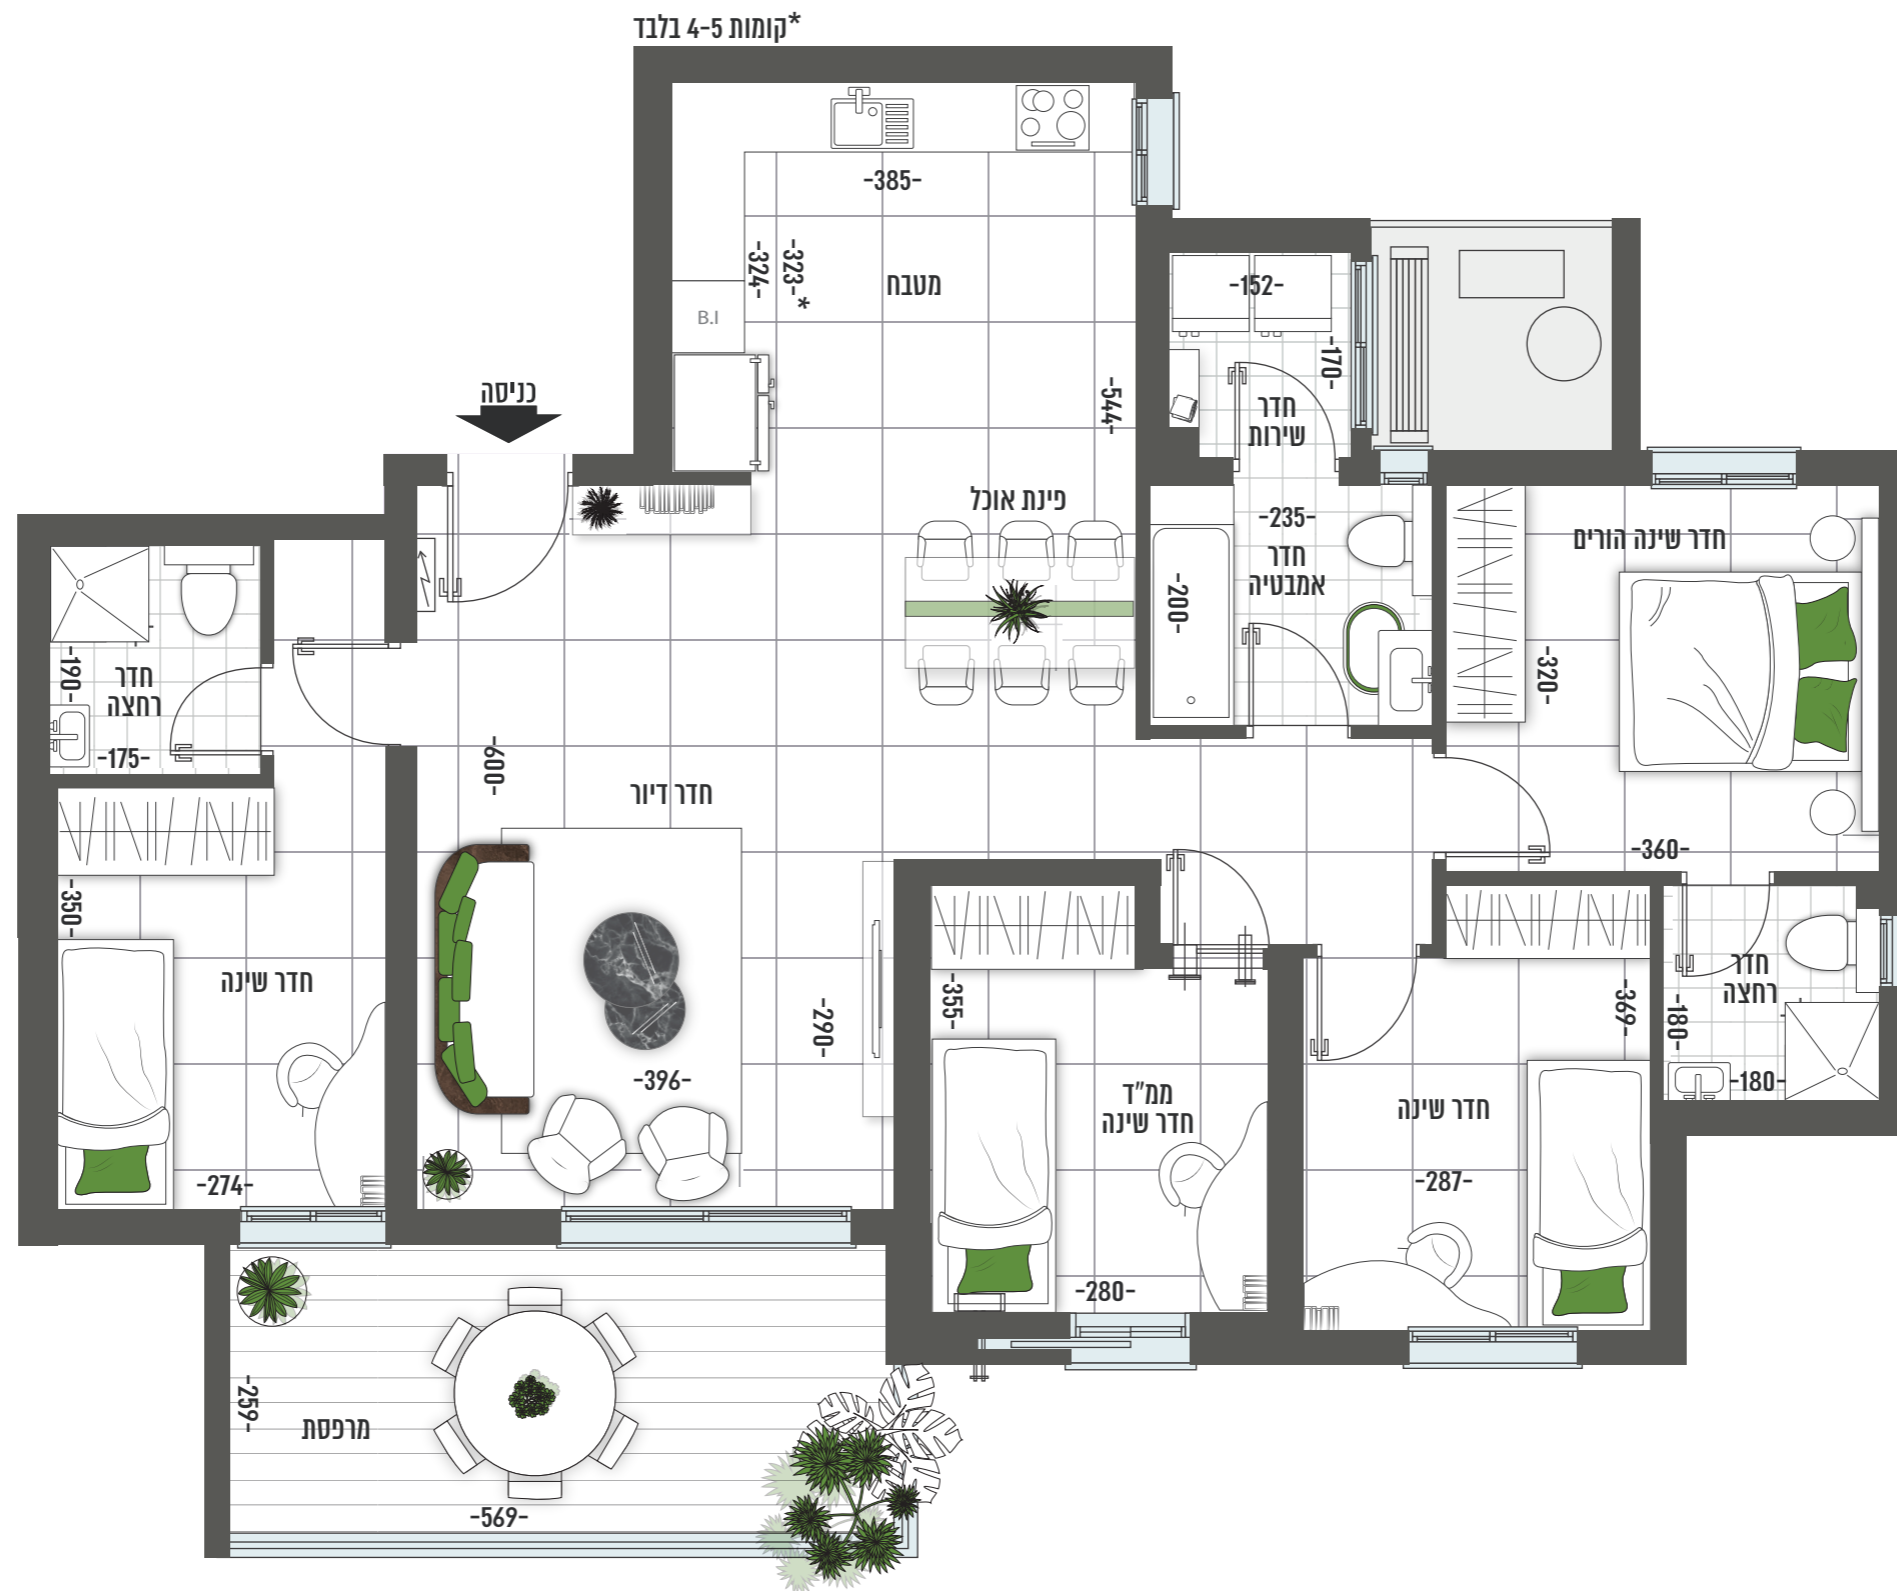 *קומות 4-5 בלבד
-385-
-324-
-323-*
מטבח
B.I
-544-
-152-
-170-
חדר
שירות
כניסה
פינת אוכל
-235-
חדר
אמבטיה
-200-
חדר שינה הורים
-320-
-360-
חדר
רחצה
-190-
-175-
-600-
חדר דיור
-350-
חדר שינה
-274-
-396-
-290-
-355-
ממ"ד
חדר שינה
-280-
-369-
חדר שינה
-287-
חדר
רחצה
-180-
-180-
-259-
מרפסת
-569-